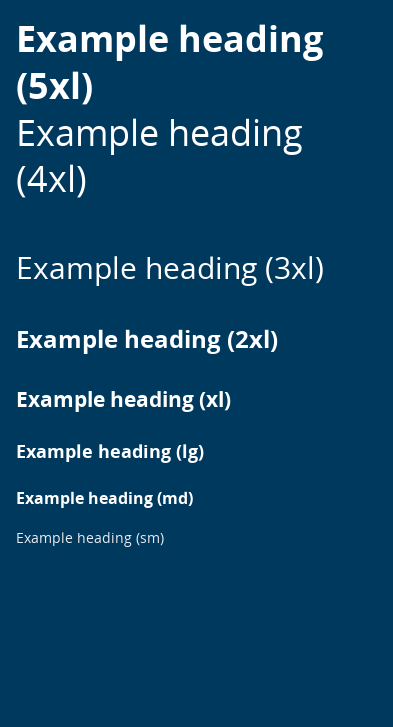 Example heading
(5xl)
Example heading
(4xl)
Example heading (3xl)
Example heading (2xl)
Example heading (xl)
Example heading (lg)
Example heading (md)
Example heading (sm)